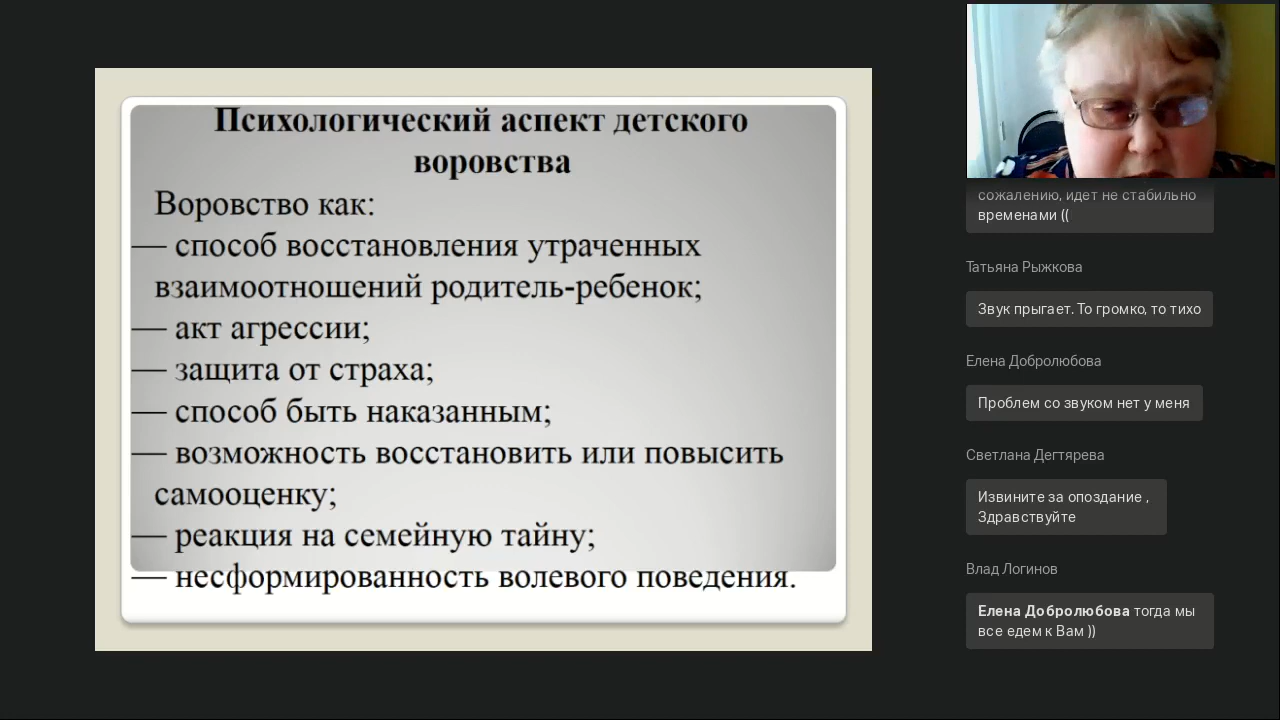 Психологический аспект детского
воровства
Воровство как:
— способ восстановления утраченных
взаимоотношений родитель-ребенок;
— акт агрессии;
— защита от страха;
— способ быть наказанным;
— возможность восстановить или повысить
самооценку;
— реакция на семейную тайну;
— несформированность волевого поведения.
сожалению, идет не стабильно
временами ((
Татьяна Рыжкова
Звук прыгает. То громко, то тихо
Елена Добролюбова
Проблем со звуком нет у меня
Светлана Дегтярева
Извините за опоздание ,
Здравствуйте
Влад Логинов
Елена Добролюбова тогда мы
все едем к Вам ))